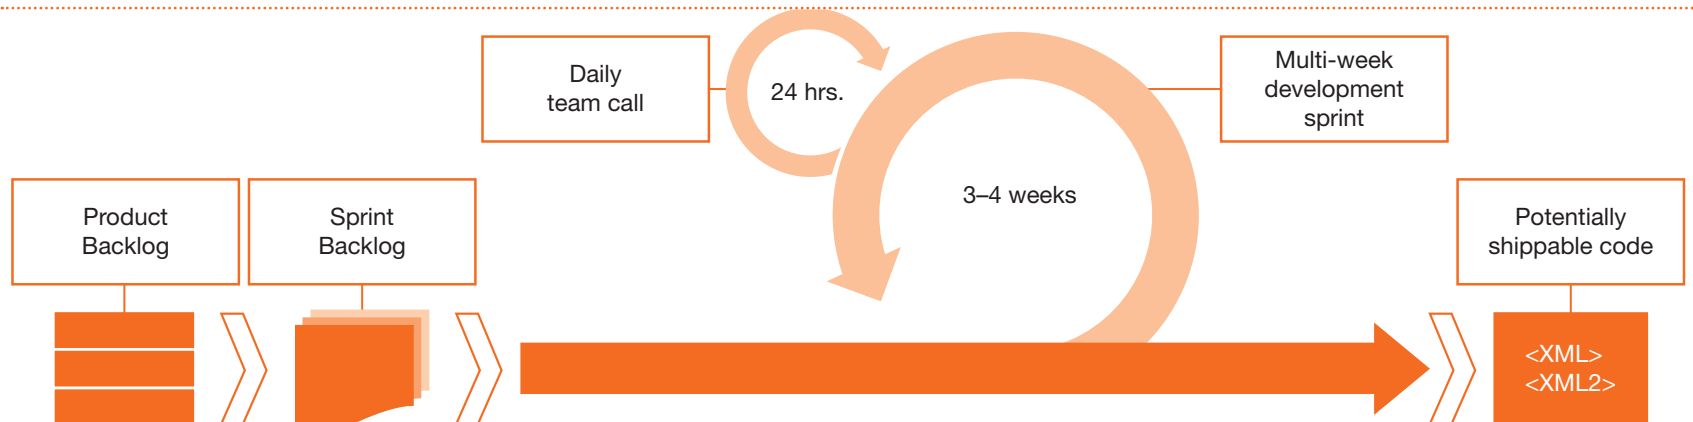 Daily
team call
24 hrs.
Multi-week
development
sprint
3–4 weeks
Product
Backlog
Sprint
Backlog
Potentially
shippable code
<XML>
<XML2>